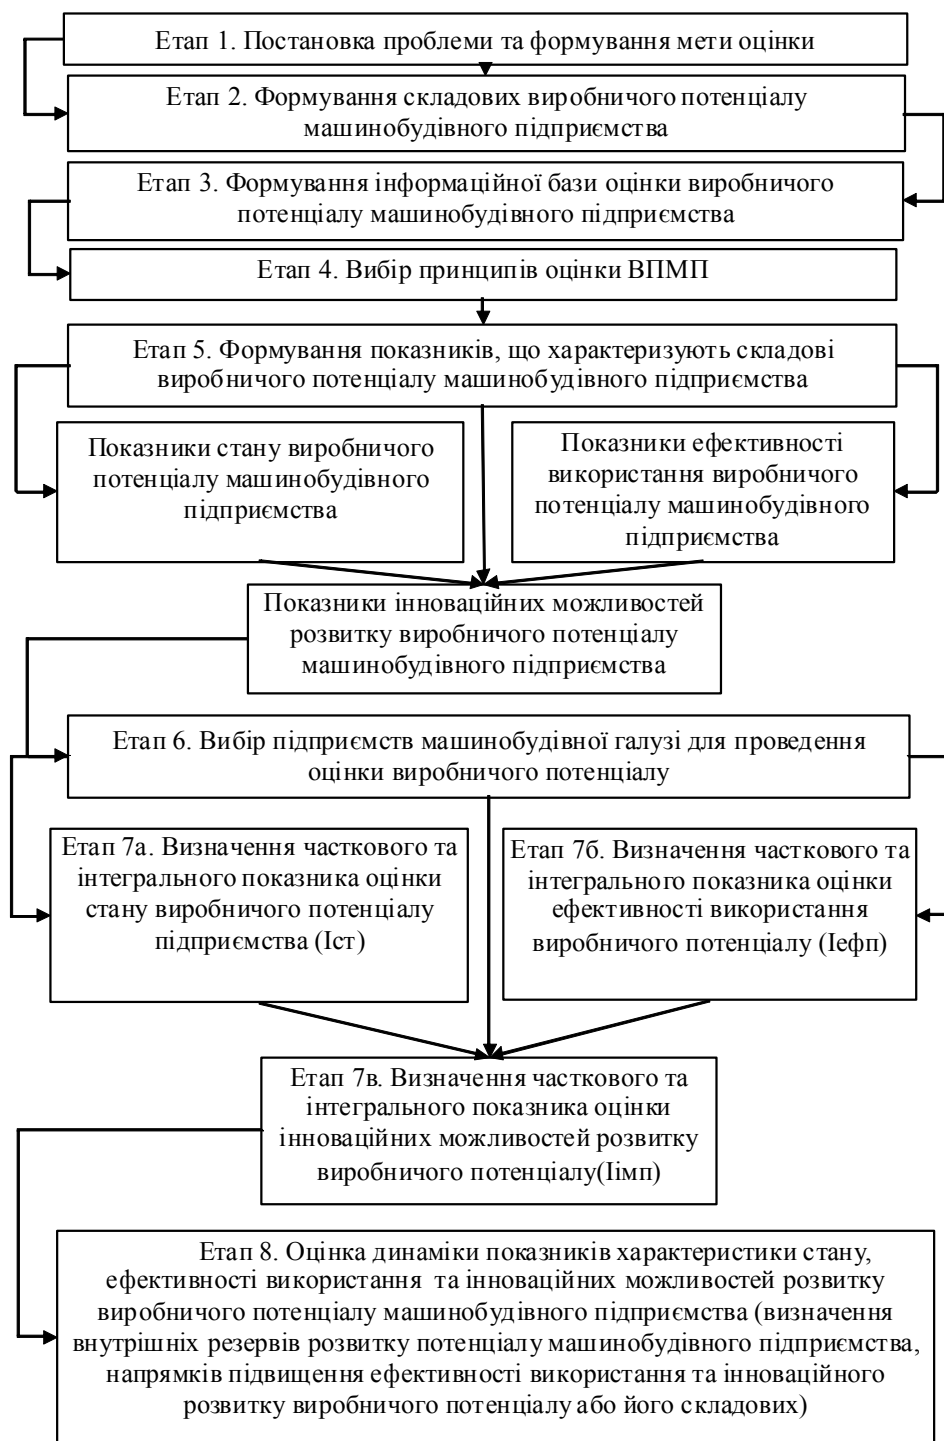 Етап 1. Постановка проблеми та формування мети оцінки
Етап 2. Формування складових виробничого потенціалу
машинобудівного підприємства
Етап 3. Формування інформаційної бази оцінки виробничого
потенціалу машинобудівного підприємства
Етап 4. Вибір принципів оцінки ВПМП
Етап 5. Формування показників, що характеризують складові
виробничого потенціалу машинобудівного підприємства
Показники стану виробничого
потенціалу машинобудівного
підприємства
Показники ефективності
використання виробничого
потенціалу машинобудівного
підприємства
Показники інноваційних можливостей
розвитку виробничого потенціалу
машинобудівного підприємства
Етап 6. Вибір підприємств машинобудівної галузі для проведення
оцінки виробничого потенціалу
Етап 7а. Визначення часткового та
інтегрального показника оцінки
стану виробничого потенціалу
підприємства (Іст)
Етап 7б. Визначення часткового та
інтегрального показника оцінки
ефективності використання
виробничого потенціалу (Іефп)
Етап 7в. Визначення часткового та
інтегрального показника оцінки
інноваційних можливостей розвитку
виробничого потенціалу(Іімп)
Етап 8. Оцінка динаміки показників характеристики стану,
ефективності використання та інноваційних можливостей розвитку
виробничого потенціалу машинобудівного підприємства (визначення
внутрішніх резервів розвитку потенціалу машинобудівного підприємства,
напрямків підвищення ефективності використання та інноваційного
розвитку виробничого потенціалу або його складових)